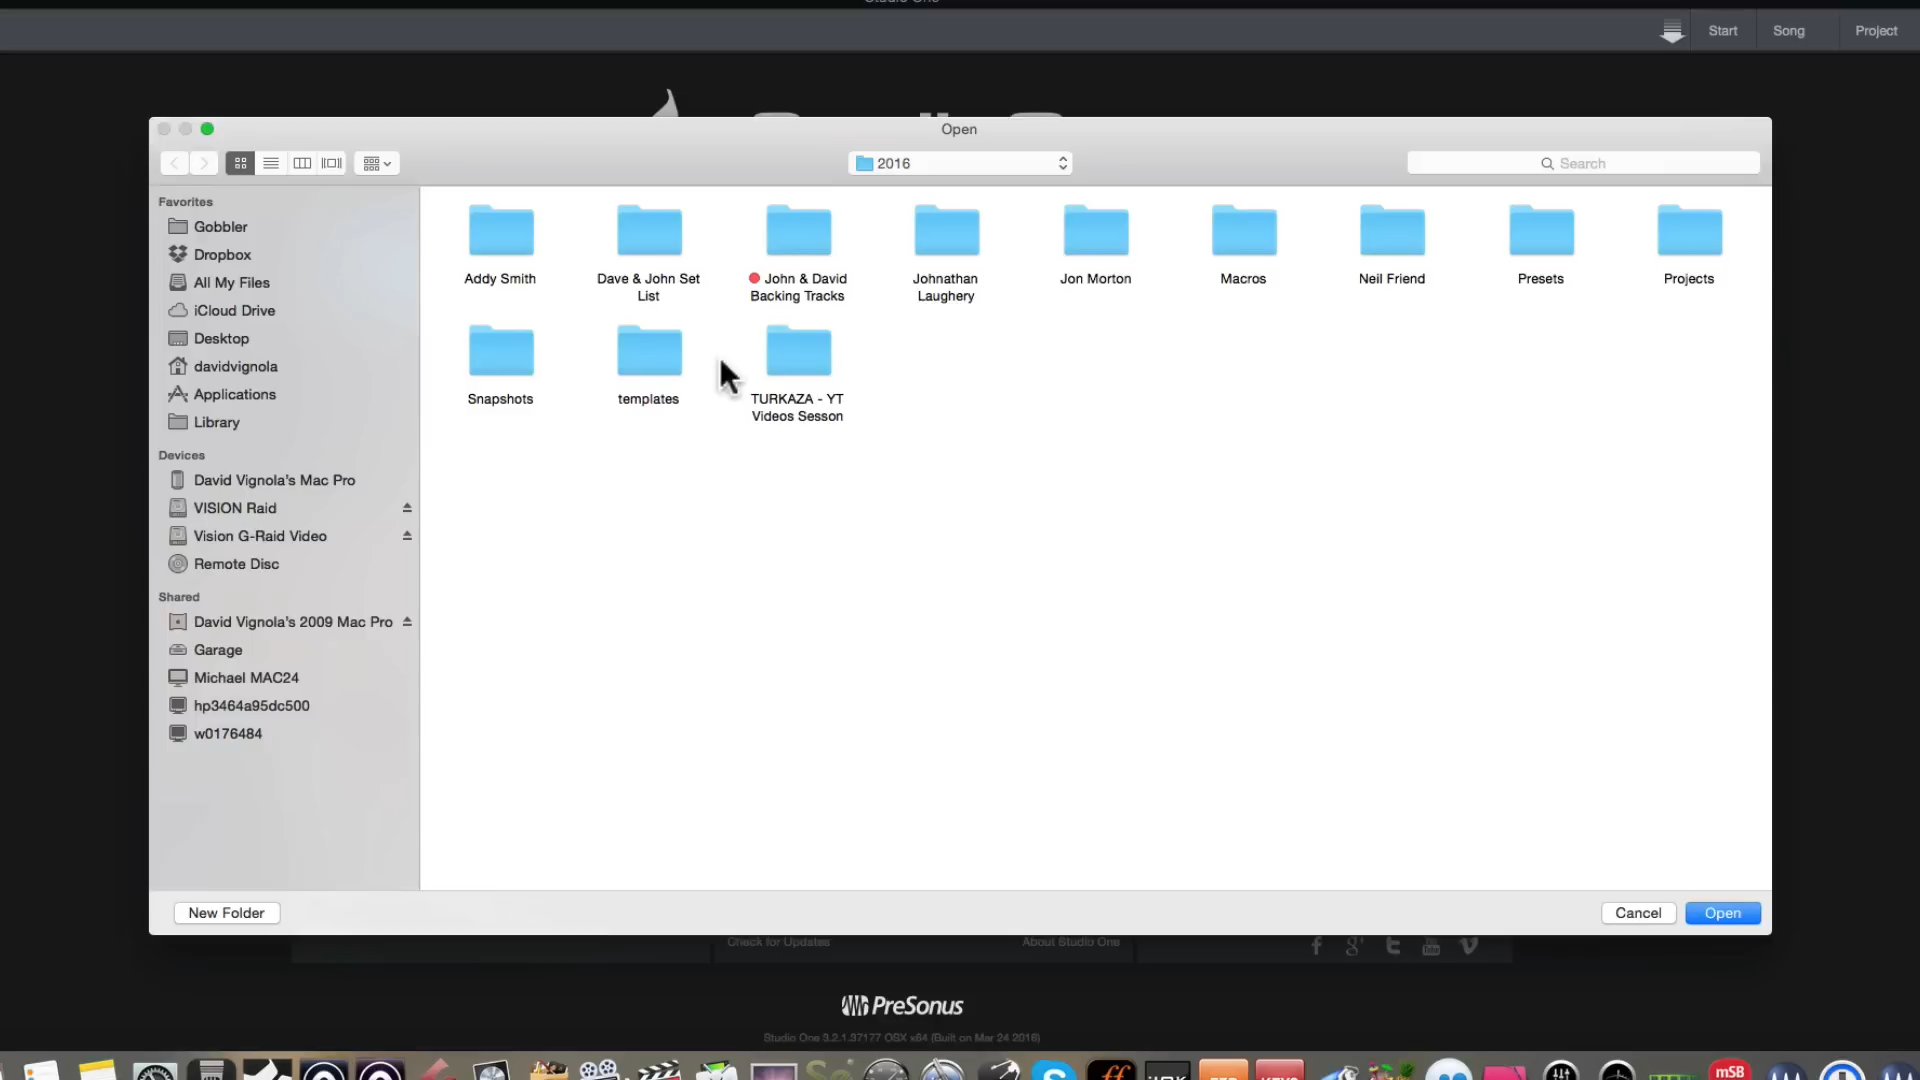 Studio One
Start
Song
Project
Open
2016
Search
Favorites
Gobbler
Dropbox
All My Files
iCloud Drive
Desktop
davidvignola
Applications
Library
Devices
David Vignola's Mac Pro
VISION Raid
Vision G-Raid Video
Remote Disc
Shared
David Vignola's 2009 Mac Pro
Garage
Michael MAC24
hp3464a95dc500
w0176484
Addy Smith
Dave & John Set
List
John & David
Backing Tracks
Johnathan
Laughery
Jon Morton
Macros
Neil Friend
Presets
Projects
Snapshots
templates
TURKAZA - YT
Videos Sesson
New Folder
Cancel
Open
Check for Updates
About Studio One
PreSonus
Studio One 3.2.1.37177 OSX x64 (Built on Mar 24 2016)
mSB